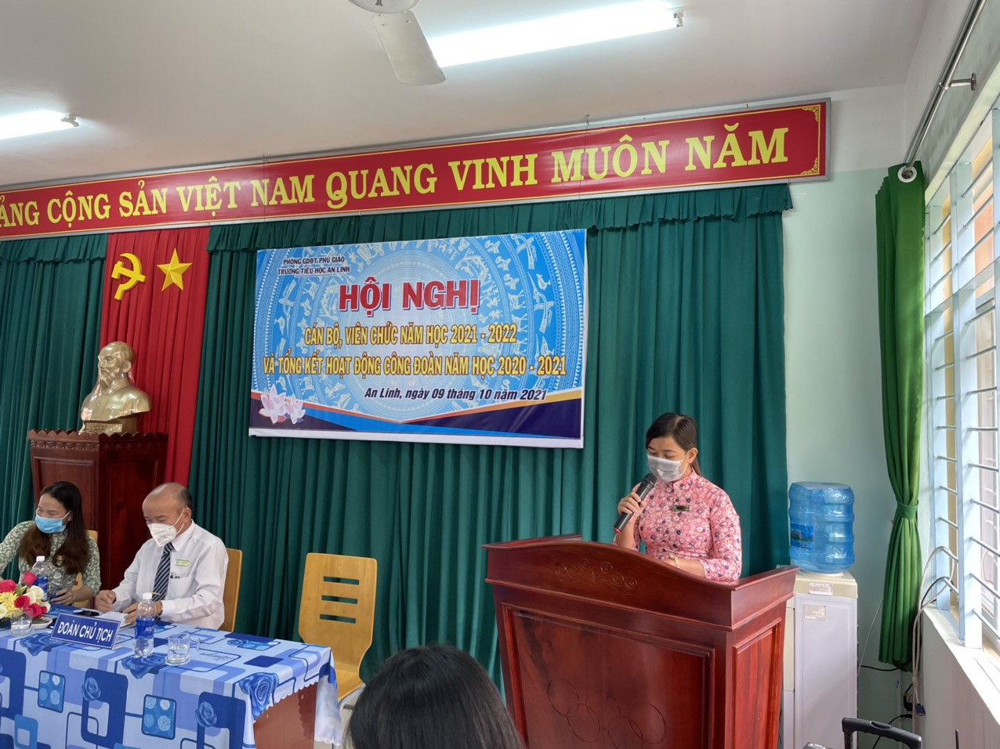 ẢNG CỘNG SẢN VIỆT NAM QUANG VINH MUÔN NĂM
PHÒNG GDĐT PHÚ GIÁO
TRƯỜNG TIỂU HỌC AN LINH
HỘI NGHỊ
CÁN BỘ, VIÊN CHỨC NĂM HỌC 2021 - 2022
VÀ TỔNG KẾT HOẠT ĐỘNG CÔNG ĐOÀN NĂM HỌC 2020 - 2021
An Linh, ngày 09 tháng 10 năm 2021
ĐOÀN CHỦ TỊCH